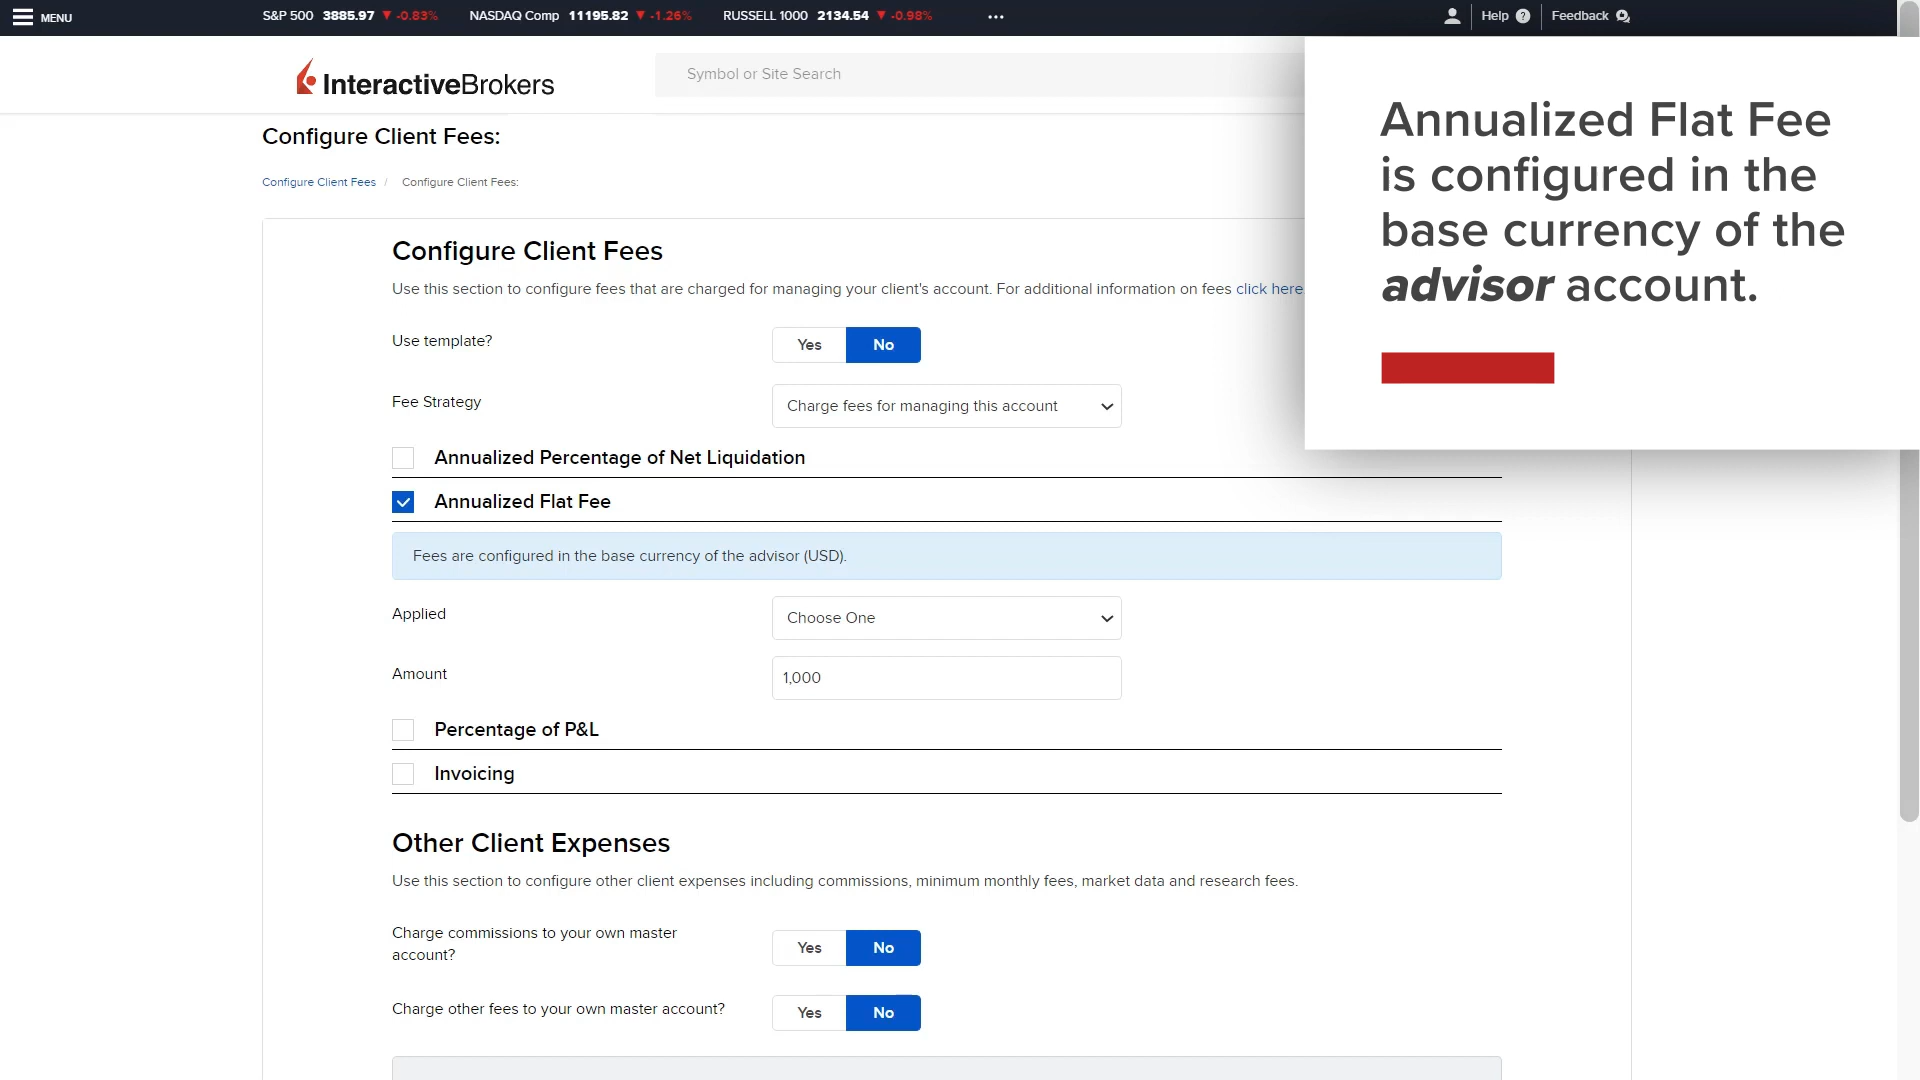 MENU
S&P 500 3885.97 ▼ -0.83% NASDAQ Comp 11195.82 ▼ -1.26% RUSSELL 1000 2134.54 ▼ -0.98% •••
Help ? Feedback
InteractiveBrokers
Symbol or Site Search
Annualized Flat Fee
is configured in the
base currency of the
advisor account.
Configure Client Fees:
Configure Client Fees / Configure Client Fees:
Configure Client Fees
Use this section to configure fees that are charged for managing your client's account. For additional information on fees click here
Use template? Yes No
Fee Strategy Charge fees for managing this account
Annualized Percentage of Net Liquidation
Annualized Flat Fee
Fees are configured in the base currency of the advisor (USD).
Applied Choose One
Amount 1,000
Percentage of P&L
Invoicing
Other Client Expenses
Use this section to configure other client expenses including commissions, minimum monthly fees, market data and research fees.
Charge commissions to your own master
account? Yes No
Charge other fees to your own master account? Yes No